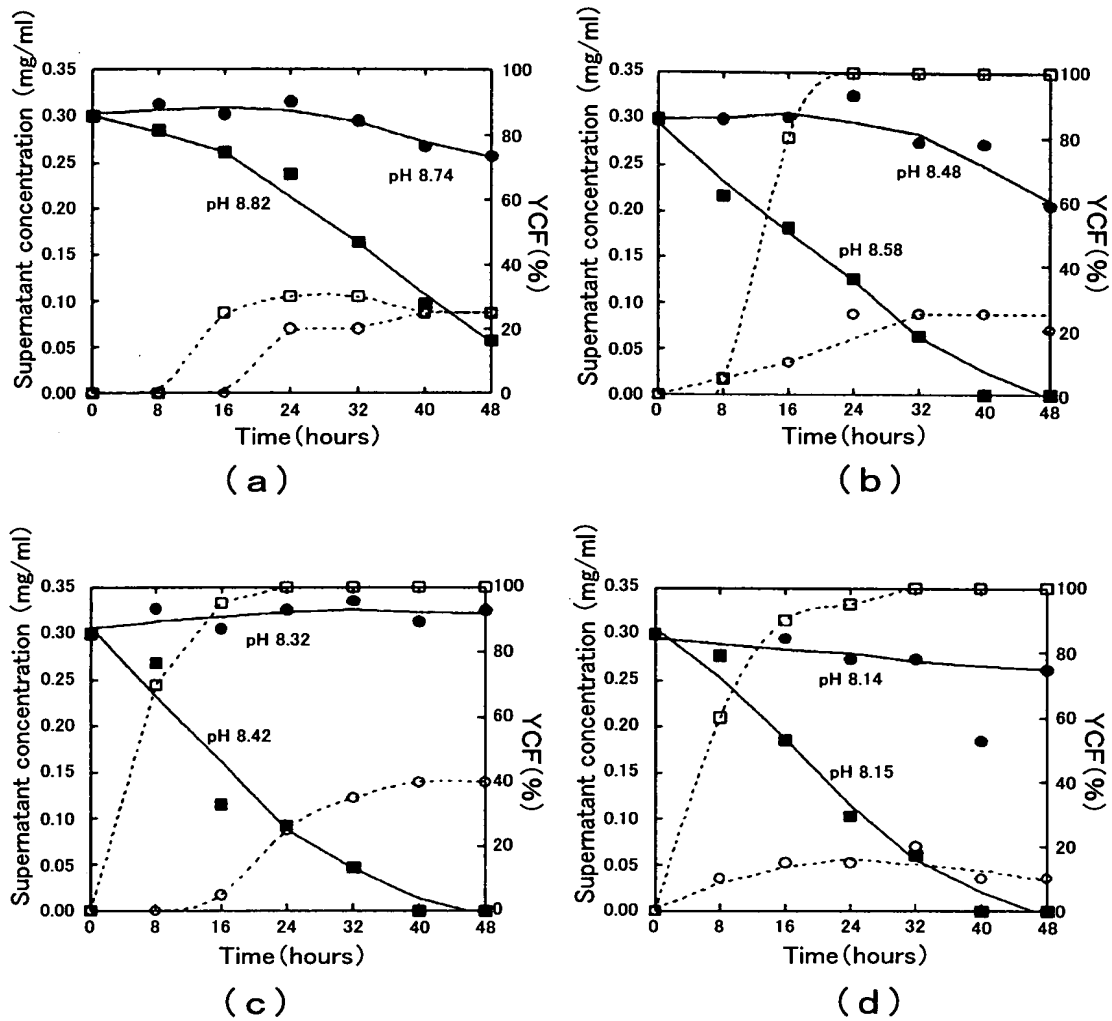 Supernatant concentration (mg/ml)
0.35
0.30
0.25
0.20
0.15
0.10
0.05
0.00
100
80
60
40
20
0
YCF(%)
pH 8.74
pH 8.82
0 8 16 24 32 40 48
Time(hours)
(a)
Supernatant concentration (mg/ml)
0.35
0.30
0.25
0.20
0.15
0.10
0.05
0.00
100
80
60
40
20
0
YCF(%)
pH 8.48
pH 8.58
0 8 16 24 32 40 48
Time(hours)
(b)
Supernatant concentration (mg/ml)
0.35
0.30
0.25
0.20
0.15
0.10
0.05
0.00
100
80
60
40
20
0
YCF(%)
pH 8.32
pH 8.42
0 8 16 24 32 40 48
Time(hours)
(c)
Supernatant concentration (mg/ml)
0.35
0.30
0.25
0.20
0.15
0.10
0.05
0.00
100
80
60
40
20
0
YCF(%)
pH 8.14
pH 8.15
0 8 16 24 32 40 48
Time(hours)
(d)